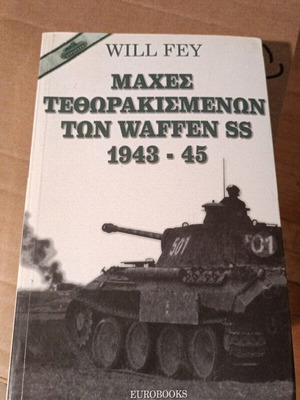 WILL FEY
ΜΑΧΕΣ
ΤΕΘΩΡΑΚΙΣΜΕΝΩΝ
ΤΩΝ WAFFEN SS
1943 - 45
501
01
EUROBOOKS